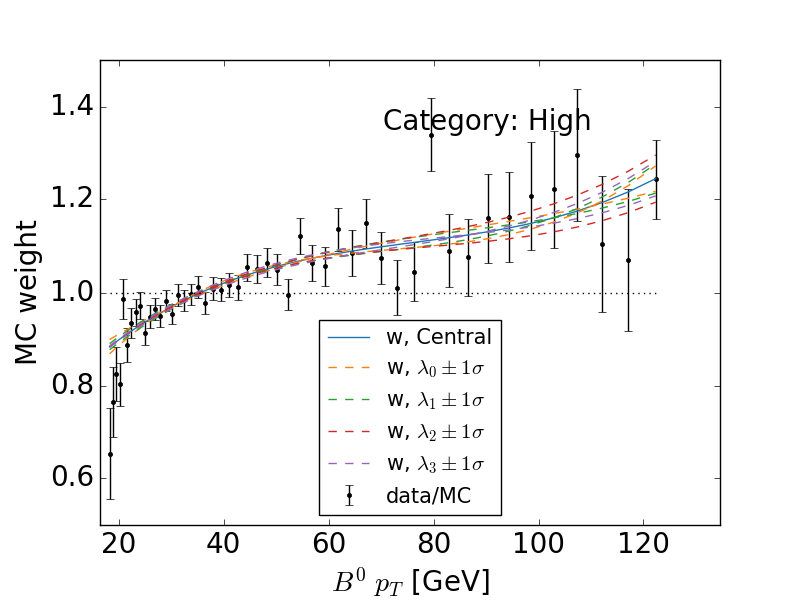 Category: High
MC weight
1.4
1.2
1.0
0.8
0.6
w, Central
w, λ₀ ± 1σ
w, λ₁ ± 1σ
w, λ₂ ± 1σ
w, λ₃ ± 1σ
data/MC
20 40 60 80 100 120
B⁰ p_T [GeV]